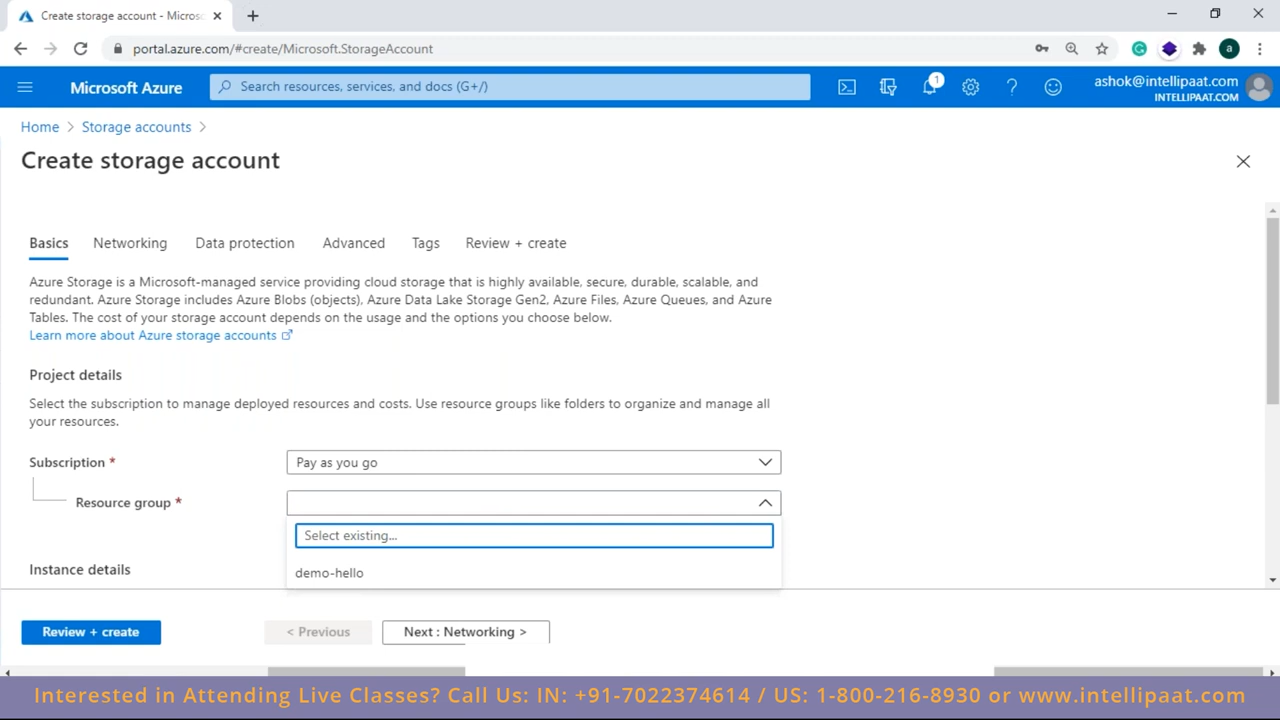 Create storage account - Micros
portal.azure.com/#create/Microsoft.StorageAccount
a
Microsoft Azure
Search resources, services, and docs (G+/)
1
ashok@intellipaat.com
INTELLIPAAT.COM
Home > Storage accounts >
Create storage account
Basics Networking Data protection Advanced Tags Review + create
Azure Storage is a Microsoft-managed service providing cloud storage that is highly available, secure, durable, scalable, and
redundant. Azure Storage includes Azure Blobs (objects), Azure Data Lake Storage Gen2, Azure Files, Azure Queues, and Azure
Tables. The cost of your storage account depends on the usage and the options you choose below.
Learn more about Azure storage accounts
Project details
Select the subscription to manage deployed resources and costs. Use resource groups like folders to organize and manage all
your resources.
Subscription * Pay as you go
Resource group *
Select existing...
demo-hello
Instance details
Review + create < Previous Next : Networking >
Interested in Attending Live Classes? Call Us: IN: +91-7022374614 / US: 1-800-216-8930 or www.intellipaat.com